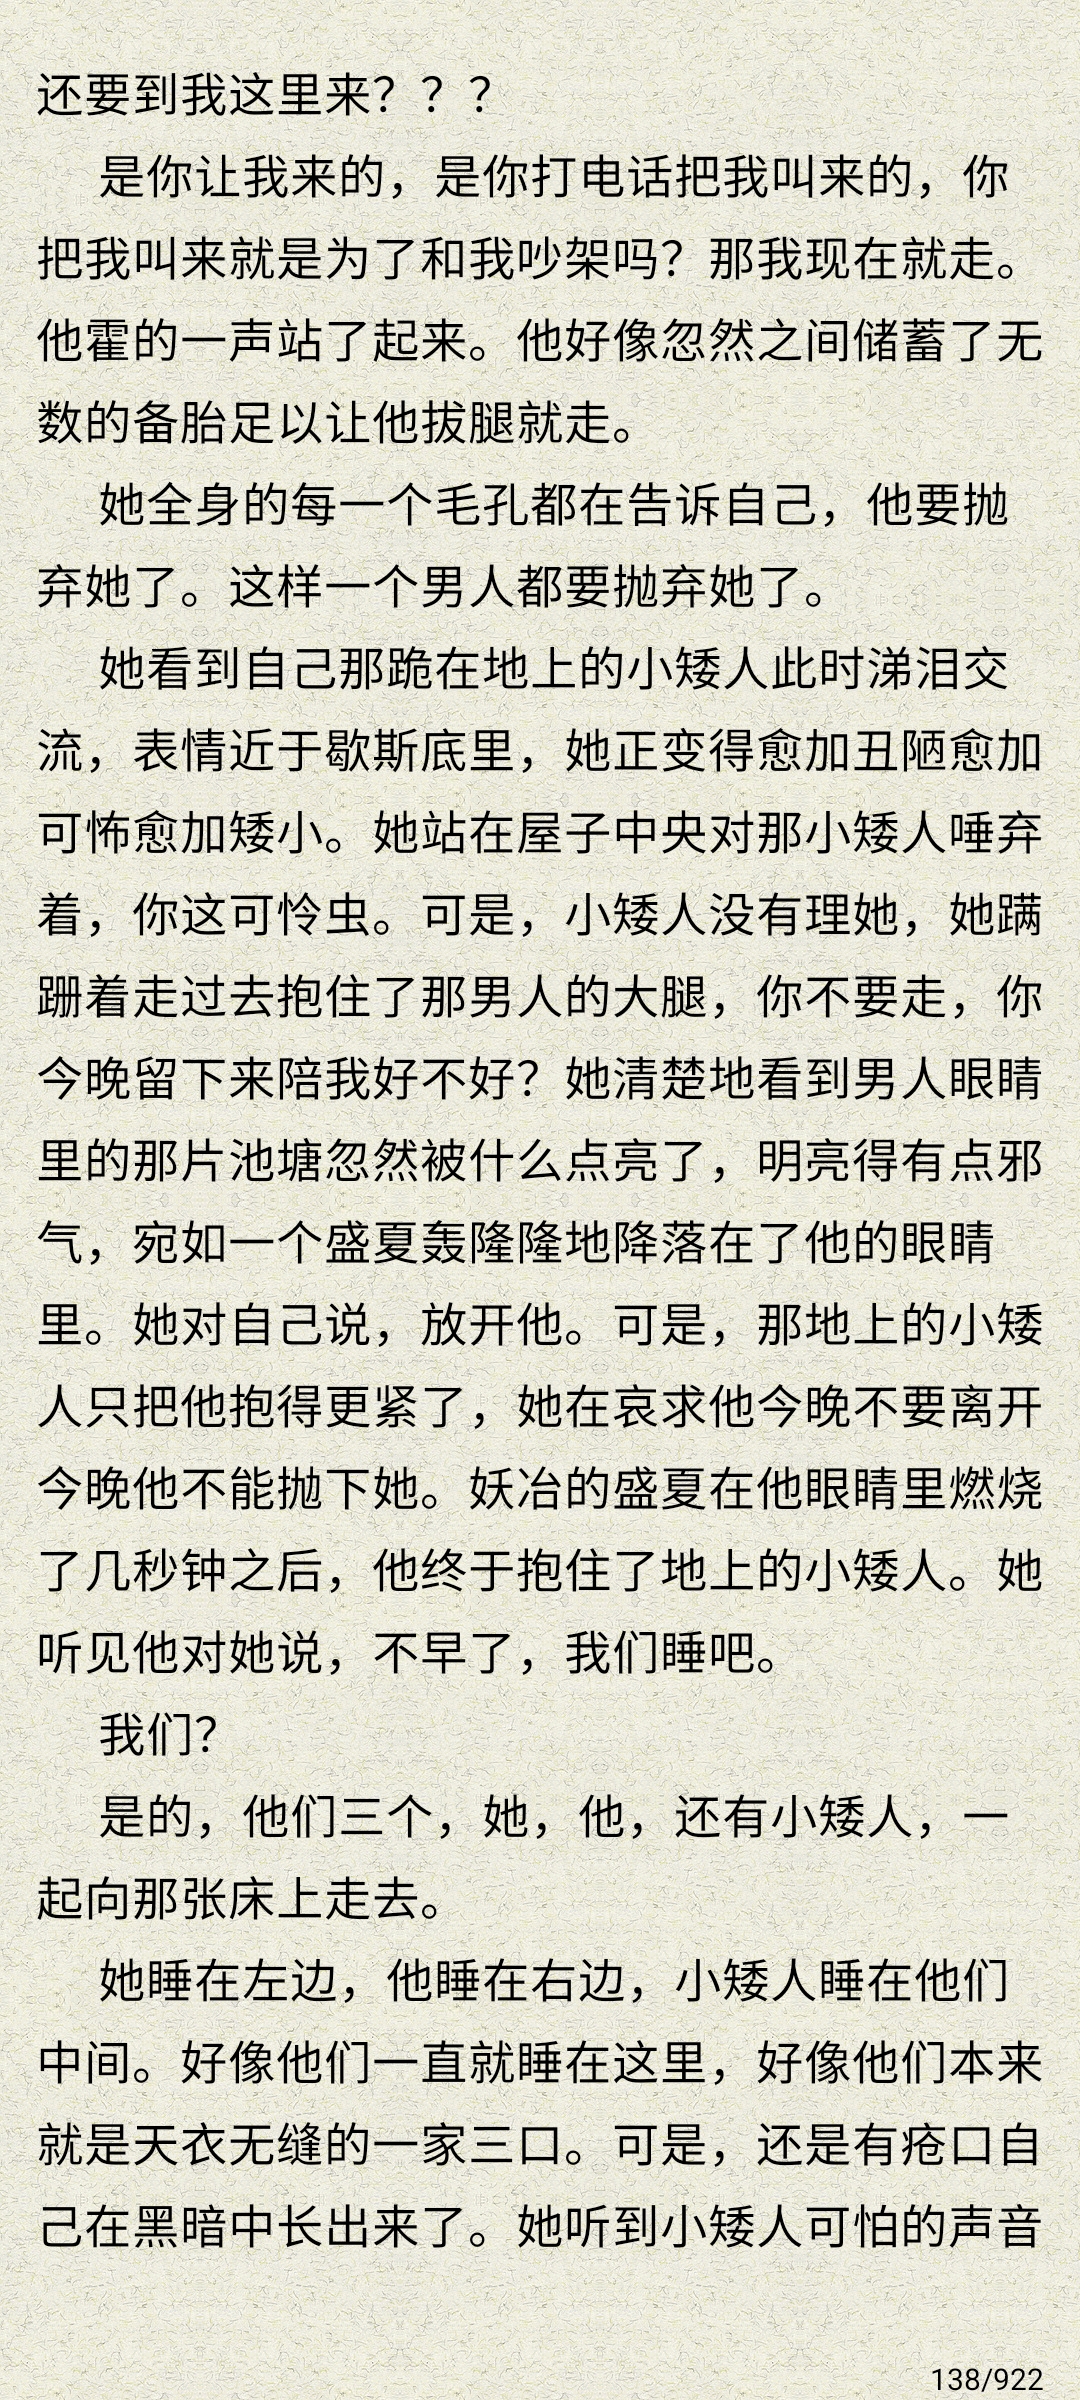 还要到我这里来？？？
是你让我来的，是你打电话把我叫来的，你
把我叫来就是为了和我吵架吗？那我现在就走。
他霍的一声站了起来。他好像忽然之间储蓄了无
数的备胎足以让他拔腿就走。
她全身的每一个毛孔都在告诉自己，他要抛
弃她了。这样一个男人都要抛弃她了。
她看到自己那跪在地上的小矮人此时涕泪交
流，表情近于歇斯底里，她正变得愈加丑陋愈加
可怖愈加矮小。她站在屋子中央对那小矮人唾弃
着，你这可怜虫。可是，小矮人没有理她，她蹒
跚着走过去抱住了那男人的大腿，你不要走，你
今晚留下来陪我好不好？她清楚地看到男人眼睛
里的那片池塘忽然被什么点亮了，明亮得有点邪
气，宛如一个盛夏轰隆隆地降落在了他的眼睛
里。她对自己说，放开他。可是，那地上的小矮
人只把他抱得更紧了，她在哀求他今晚不要离开
今晚他不能抛下她。妖冶的盛夏在他眼睛里燃烧
了几秒钟之后，他终于抱住了地上的小矮人。她
听见他对她说，不早了，我们睡吧。
我们？
是的，他们三个，她，他，还有小矮人，一
起向那张床上走去。
她睡在左边，他睡在右边，小矮人睡在他们
中间。好像他们一直就睡在这里，好像他们本来
就是天衣无缝的一家三口。可是，还是有疮口自
己在黑暗中长出来了。她听到小矮人可怕的声音
138/922